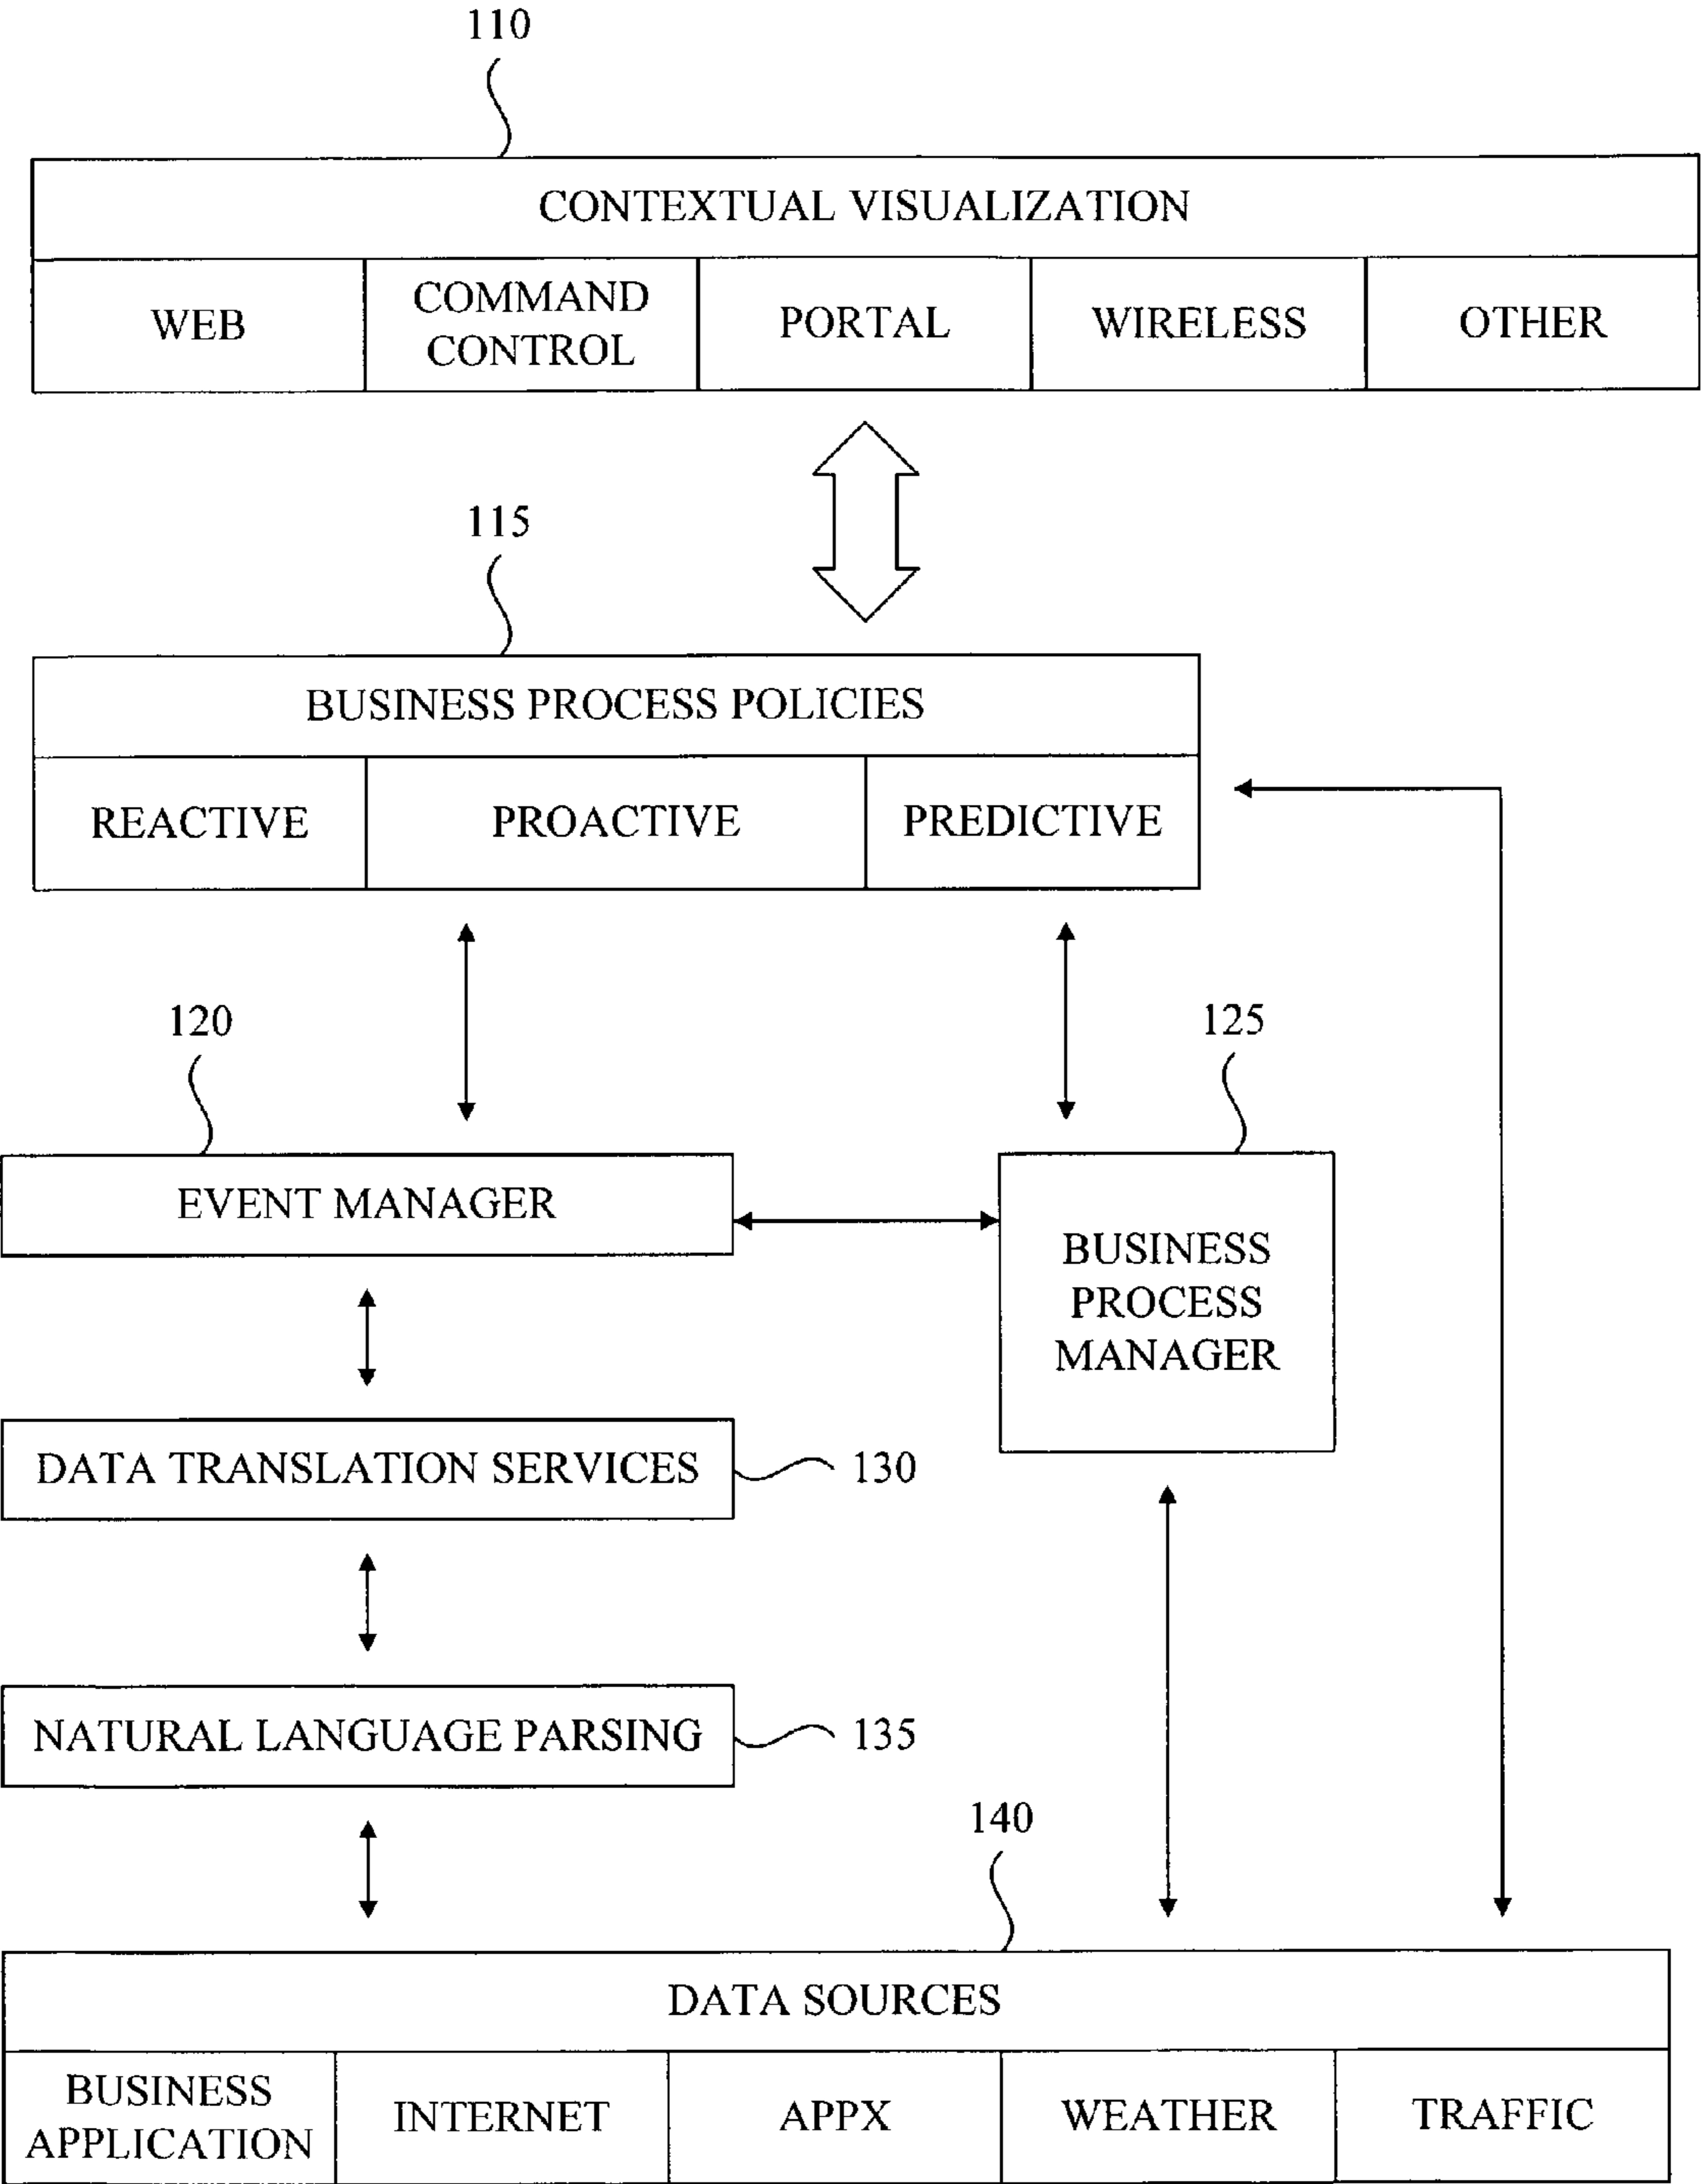 110
CONTEXTUAL VISUALIZATION
WEB
COMMAND
CONTROL
PORTAL
WIRELESS
OTHER
115
BUSINESS PROCESS POLICIES
REACTIVE
PROACTIVE
PREDICTIVE
120
125
EVENT MANAGER
BUSINESS
PROCESS
MANAGER
DATA TRANSLATION SERVICES
130
NATURAL LANGUAGE PARSING
135
140
DATA SOURCES
BUSINESS
APPLICATION
INTERNET
APPX
WEATHER
TRAFFIC